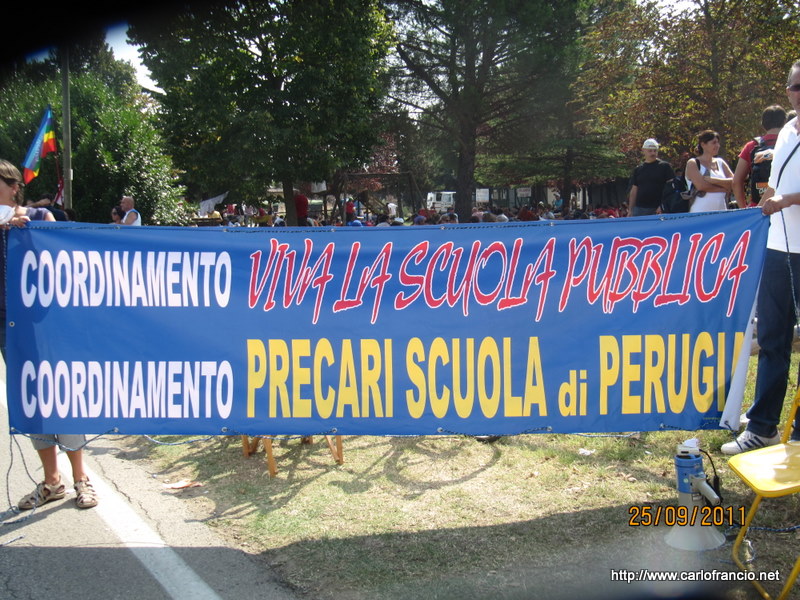 COORDINAMENTO VIVA LA SCUOLA PUBBLICA
COORDINAMENTO PRECARI SCUOLA di PERUGIA
25/09/2011
http://www.carlofrancio.net